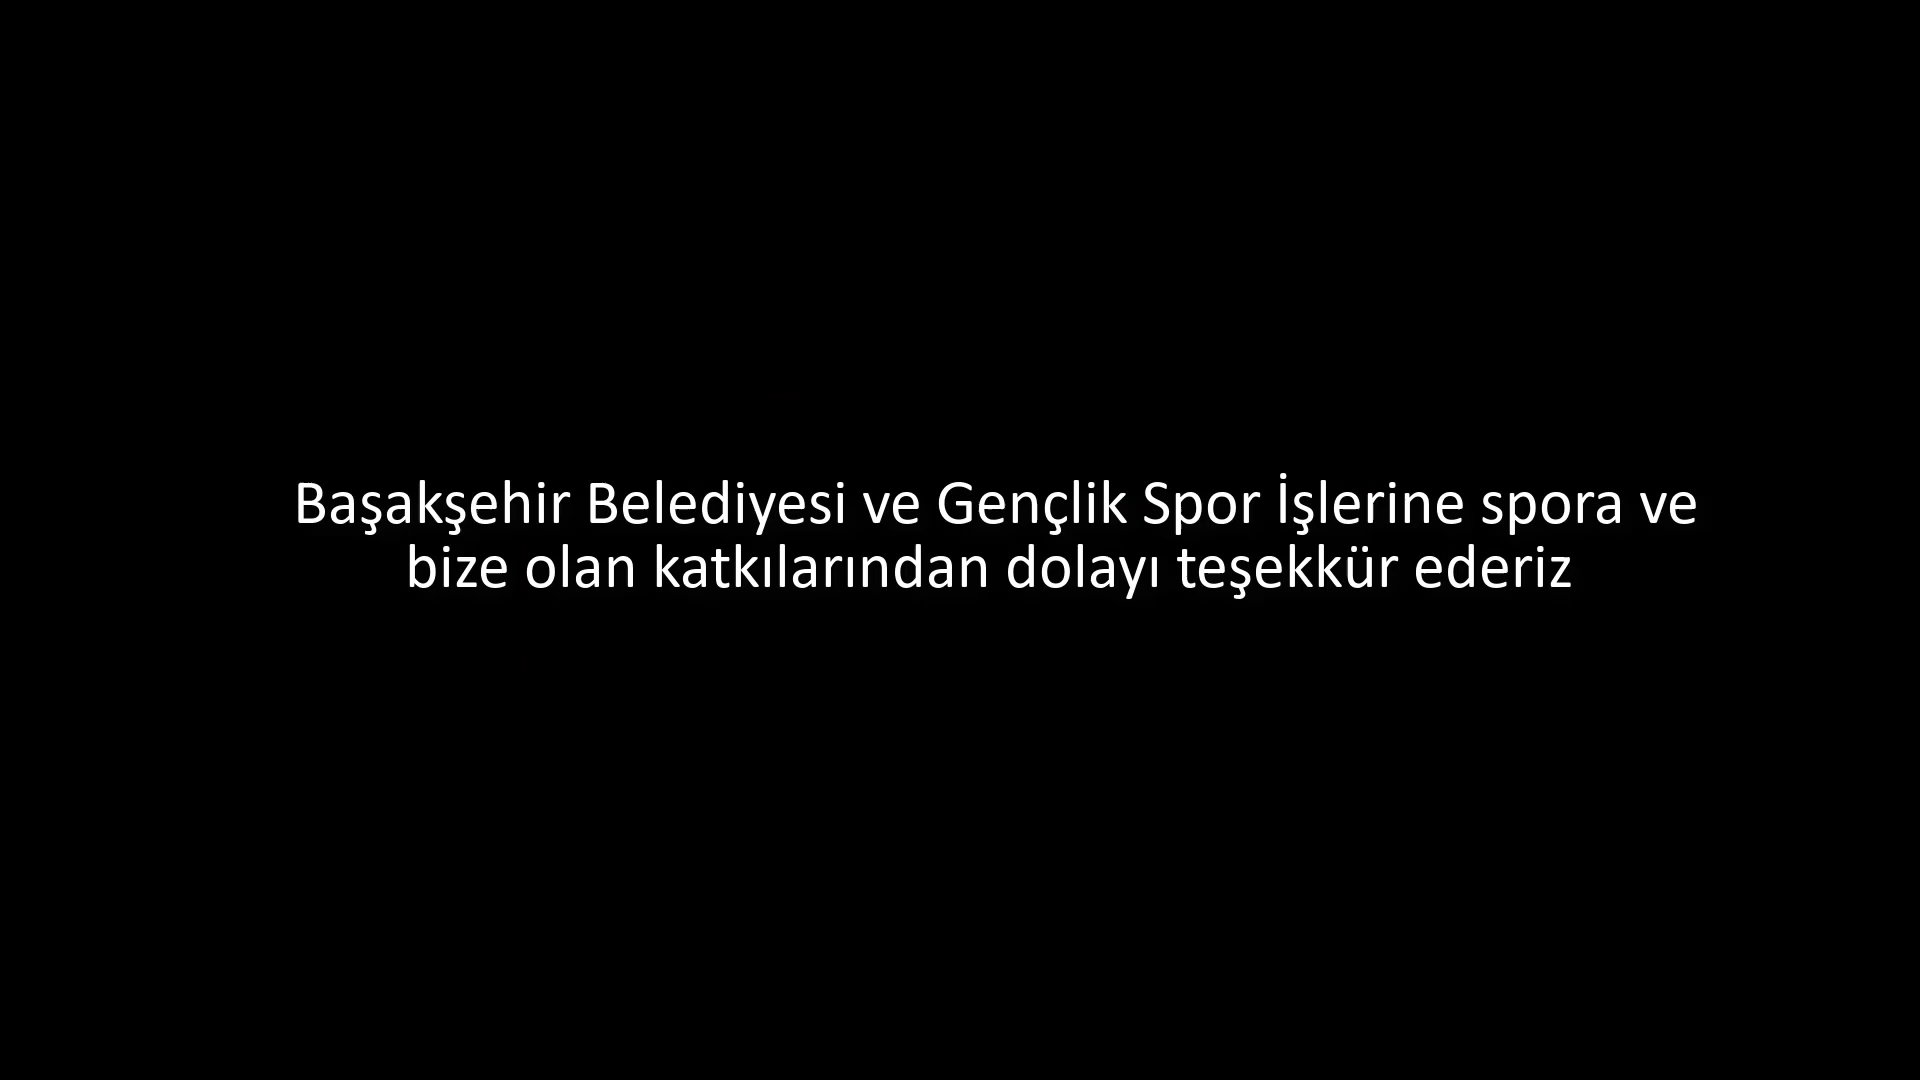 Başakşehir Belediyesi ve Gençlik Spor İşlerine spora ve
bize olan katkılarından dolayı teşekkür ederiz